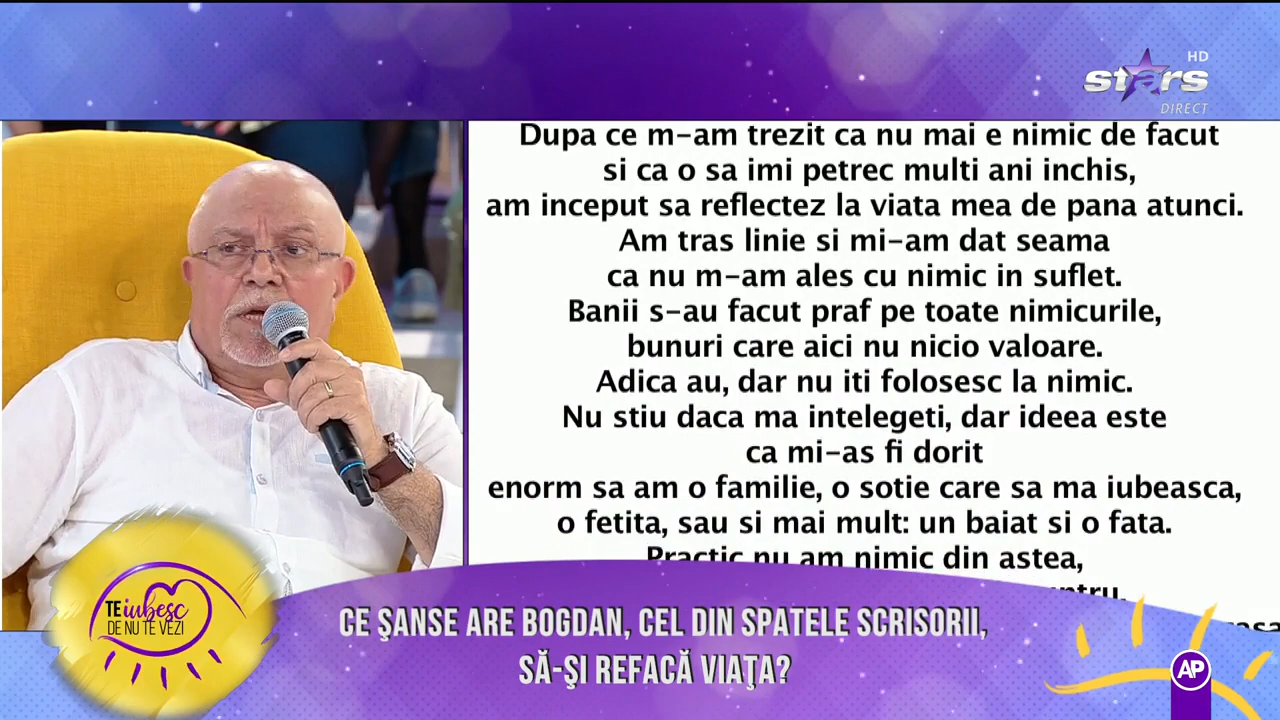 HD
stars
DIRECT
Dupa ce m-am trezit ca nu mai e nimic de facut
si ca o sa imi petrec multi ani inchis,
am inceput sa reflectez la viata mea de pana atunci.
Am tras linie si mi-am dat seama
ca nu m-am ales cu nimic in suflet.
Banii s-au facut praf pe toate nimicurile,
bunuri care aici nu nicio valoare.
Adica au, dar nu iti folosesc la nimic.
Nu stiu daca ma intelegeti, dar ideea este
ca mi-as fi dorit
enorm sa am o familie, o sotie care sa ma iubeasca,
o fetita, sau si mai mult: un baiat si o fata.
Practic nu am nimic din astea,
TE iubesc
DE NU TE VEZI
CE ŞANSE ARE BOGDAN, CEL DIN SPATELE SCRISORII,
SĂ-ŞI REFACĂ VIAŢA?
AP